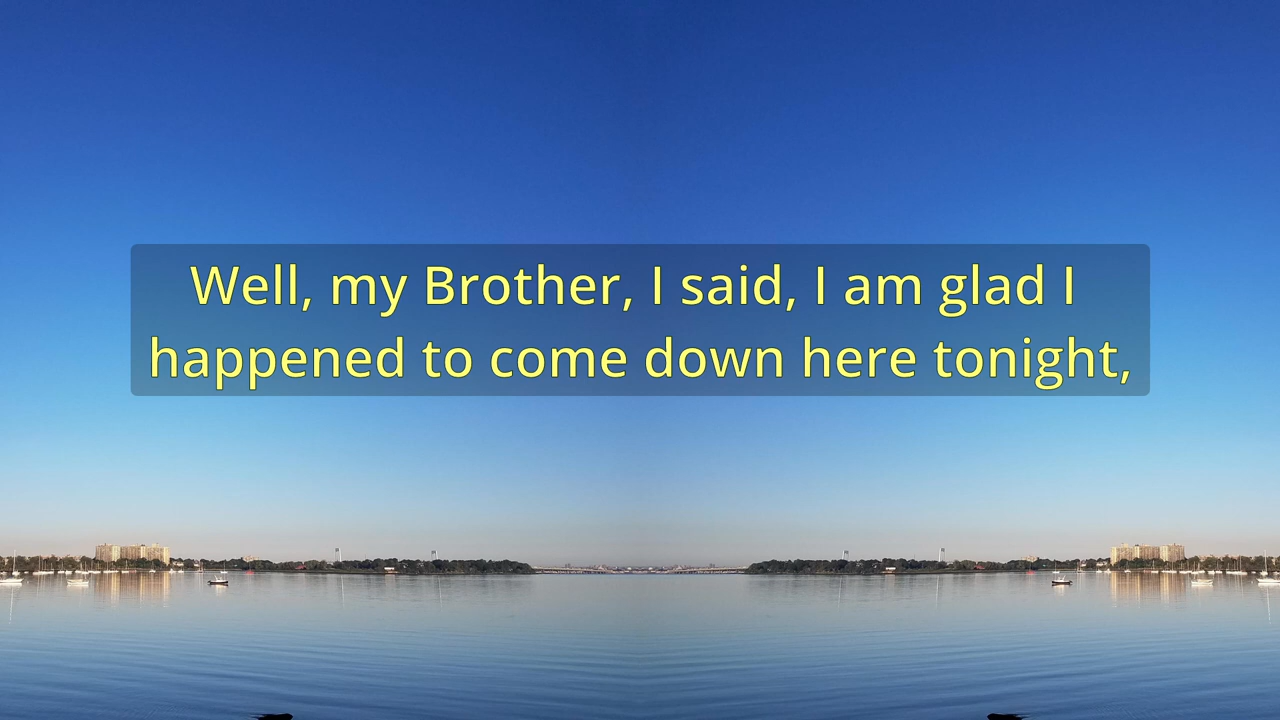 Well, my Brother, I said, I am glad I
happened to come down here tonight,